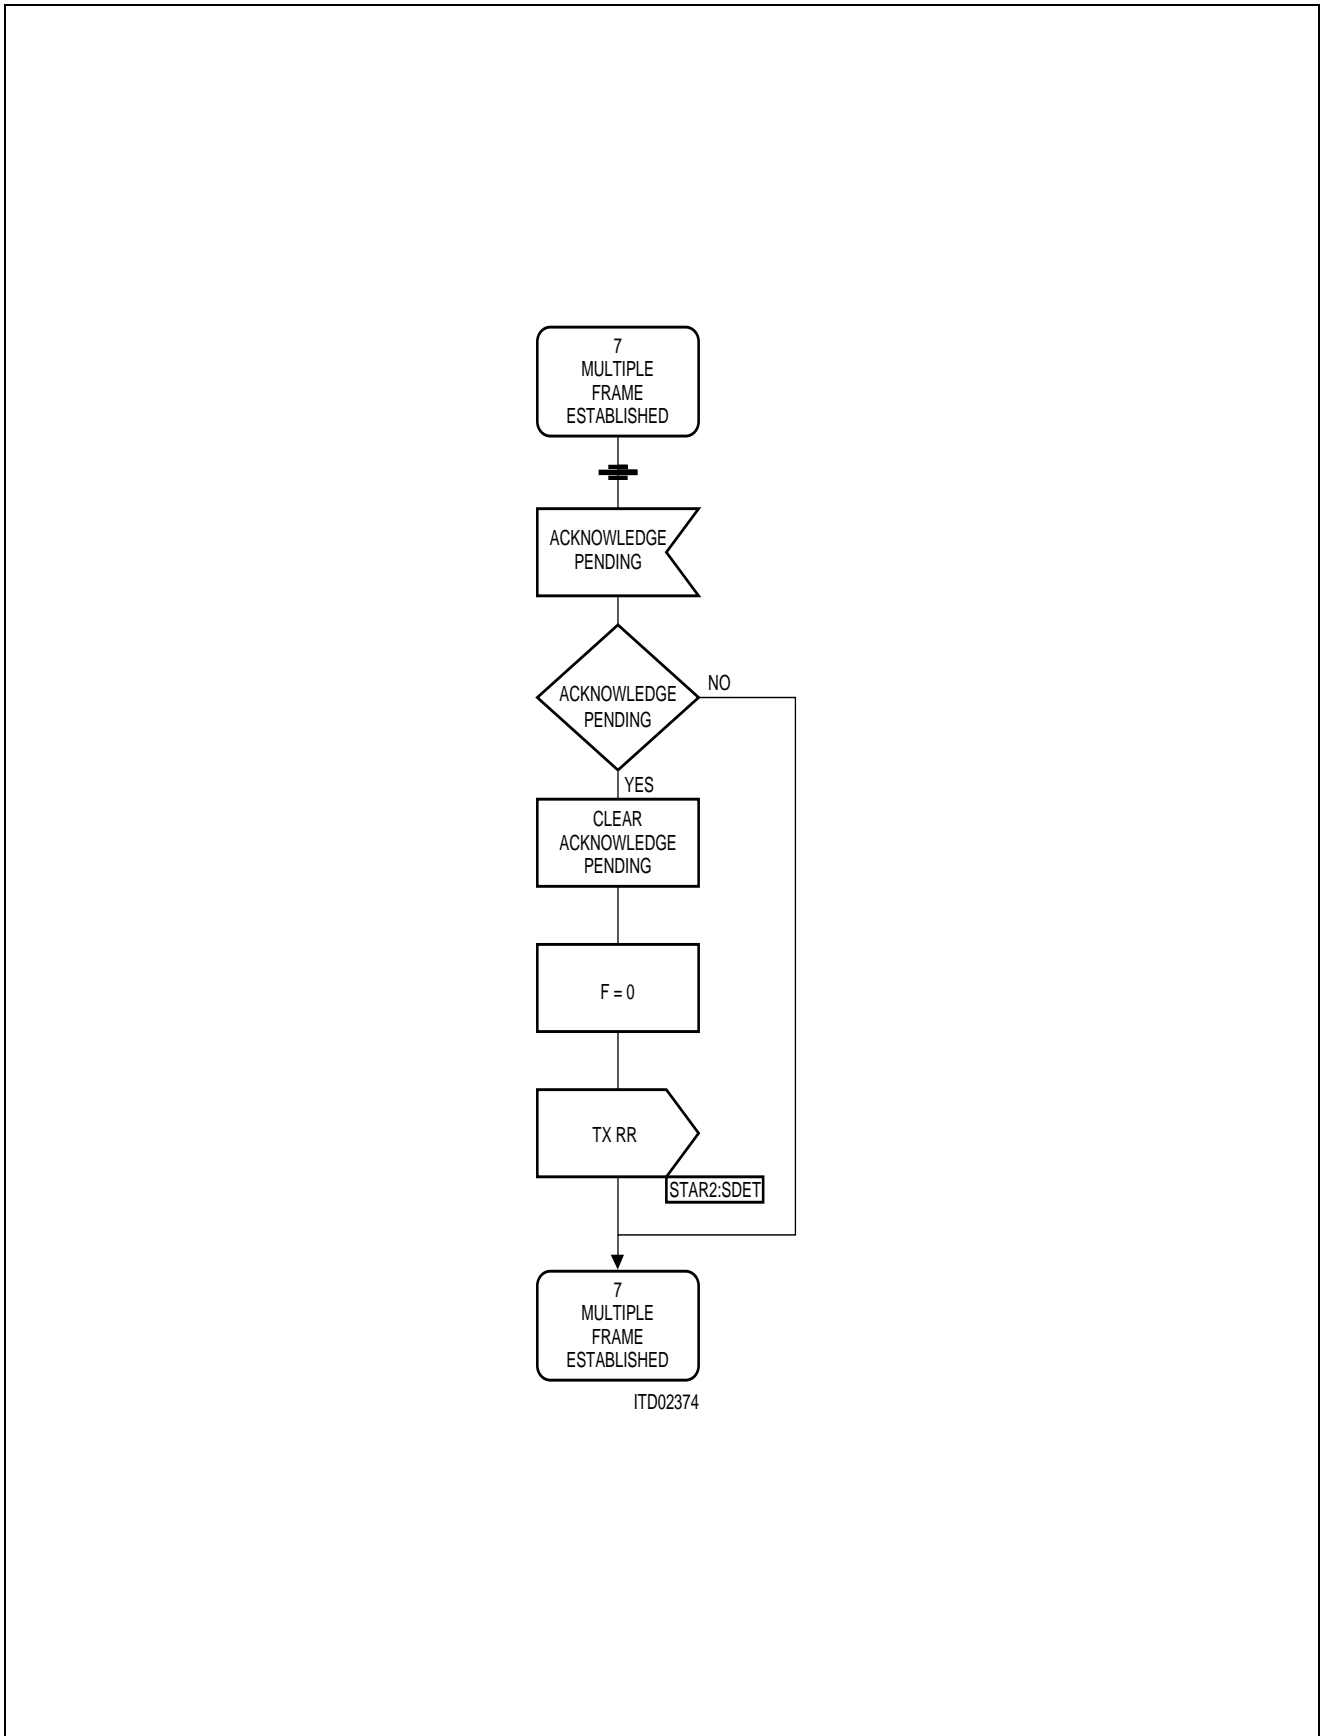 7
MULTIPLE
FRAME
ESTABLISHED
ACKNOWLEDGE
PENDING
ACKNOWLEDGE
PENDING
NO
YES
CLEAR
ACKNOWLEDGE
PENDING
F = 0
TX RR
STAR2:SDET
7
MULTIPLE
FRAME
ESTABLISHED
ITD02374